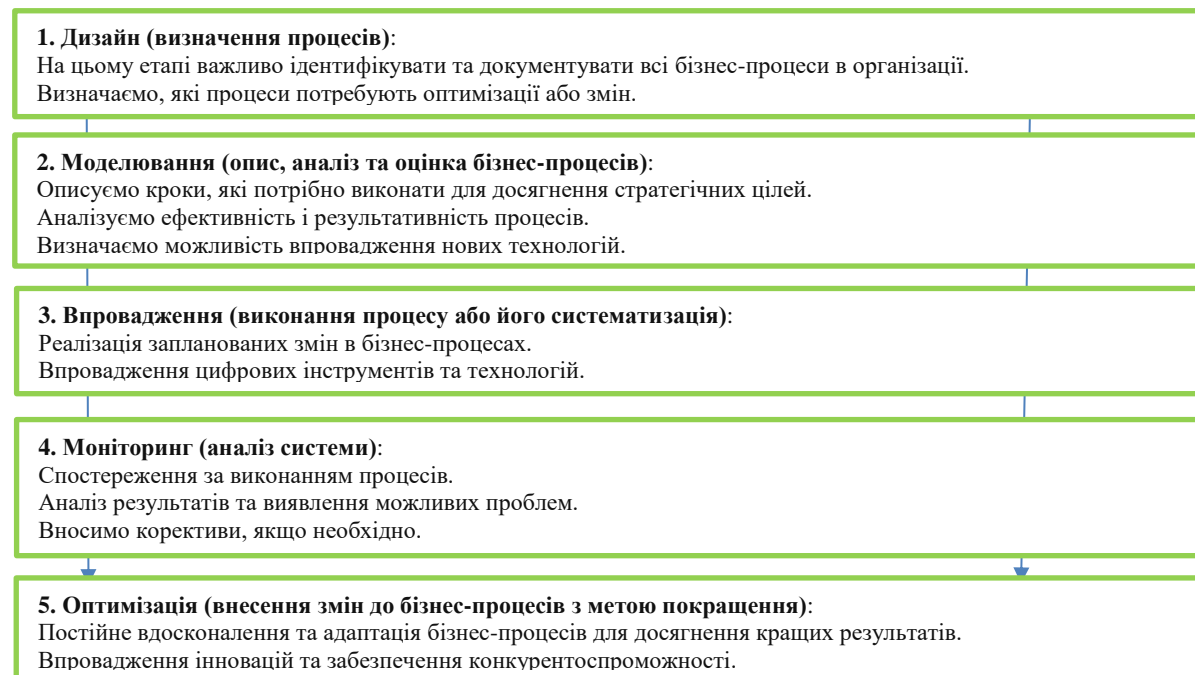 1. Дизайн (визначення процесів):
На цьому етапі важливо ідентифікувати та документувати всі бізнес-процеси в організації.
Визначаємо, які процеси потребують оптимізації або змін.
2. Моделювання (опис, аналіз та оцінка бізнес-процесів):
Описуємо кроки, які потрібно виконати для досягнення стратегічних цілей.
Аналізуємо ефективність і результативність процесів.
Визначаємо можливість впровадження нових технологій.
3. Впровадження (виконання процесу або його систематизація):
Реалізація запланованих змін в бізнес-процесах.
Впровадження цифрових інструментів та технологій.
4. Моніторинг (аналіз системи):
Спостереження за виконанням процесів.
Аналіз результатів та виявлення можливих проблем.
Вносимо корективи, якщо необхідно.
5. Оптимізація (внесення змін до бізнес-процесів з метою покращення):
Постійне вдосконалення та адаптація бізнес-процесів для досягнення кращих результатів.
Впровадження інновацій та забезпечення конкурентоспроможності.